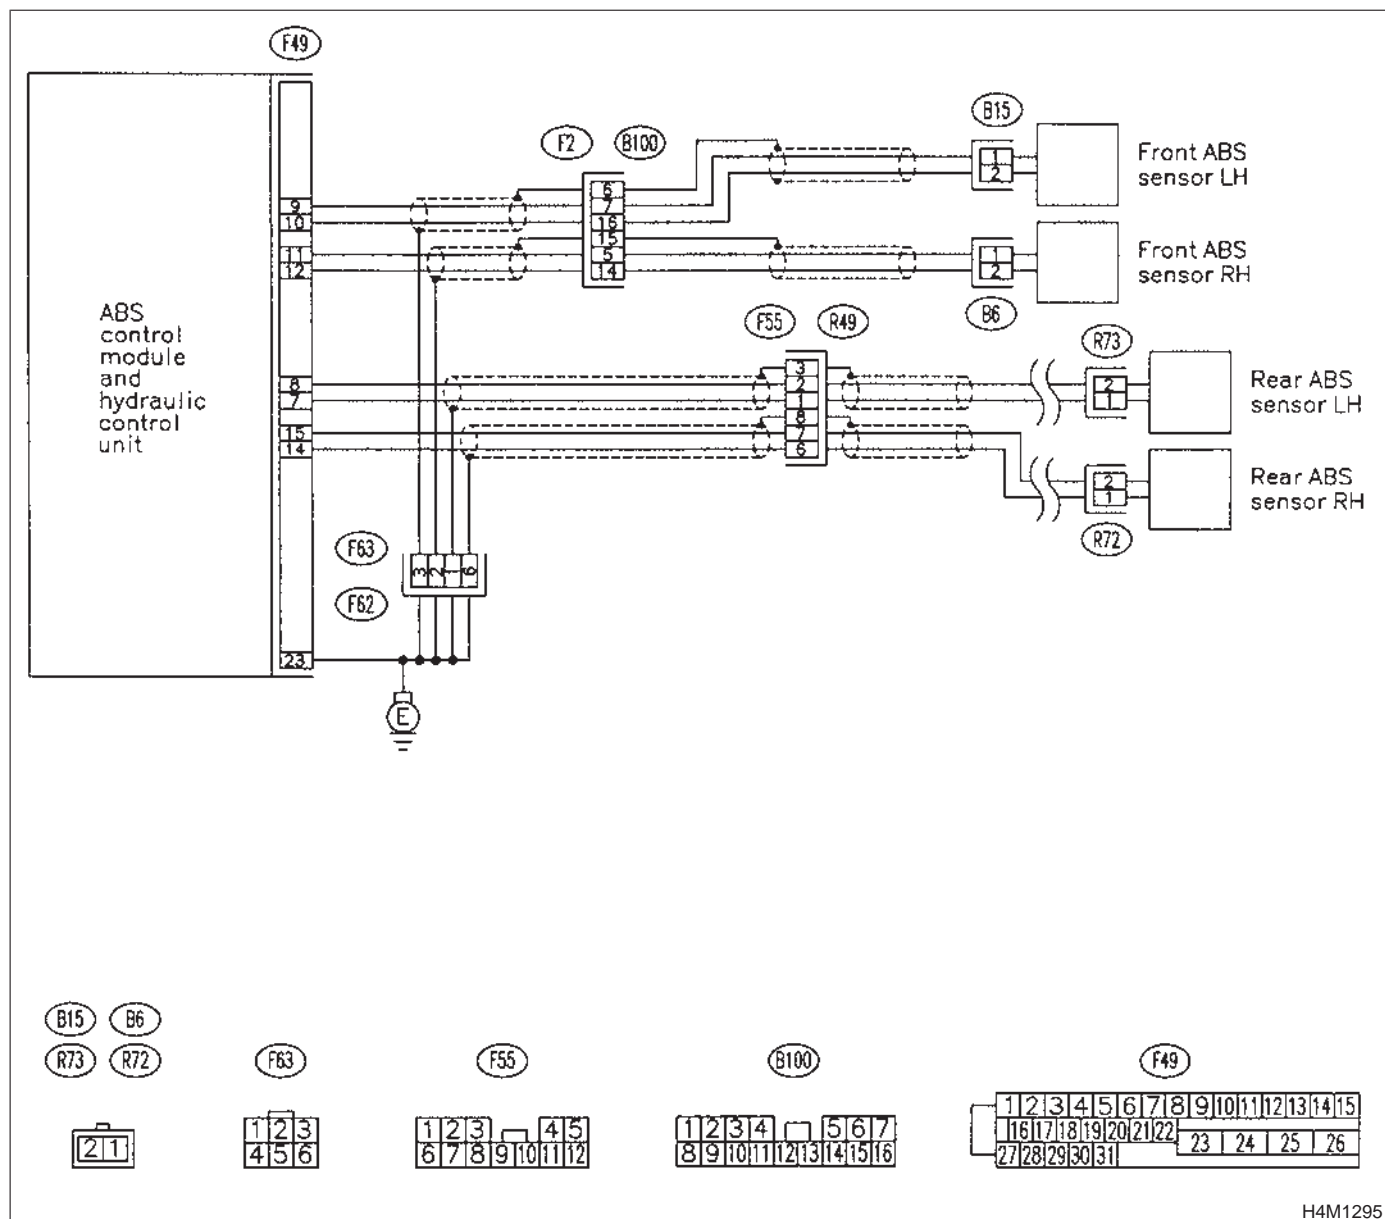 F49
B15
F2 B100
Front ABS
sensor LH
1
2
6
7
16
15
5
14
9
10
11
12
Front ABS
sensor RH
1
2
B6
ABS
control
module
and
hydraulic
control
unit
F55 R49
R73
3
2
1
8
7
6
8
7
15
14
2
1
Rear ABS
sensor LH
2
1
Rear ABS
sensor RH
R72
F63
3 2 1 6
F62
23
E
B15 B6
R73 R72
F63
F55
B100
F49
2 1
1 2 3
4 5 6
1 2 3 4 5
6 7 8 9 10 11 12
1 2 3 4 5 6 7
8 9 10 11 12 13 14 15 16
1 2 3 4 5 6 7 8 9 10 11 12 13 14 15
16 17 18 19 20 21 22 23 24 25 26
27 28 29 30 31
H4M1295